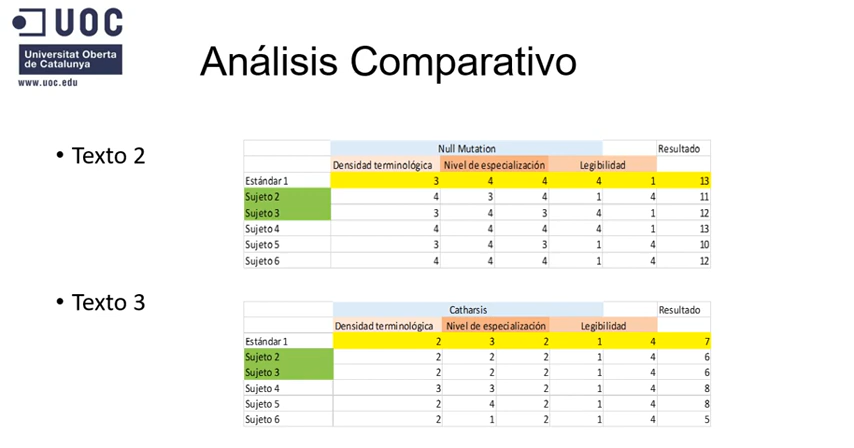 UOC
Universitat Oberta
de Catalunya
www.uoc.edu
Análisis Comparativo
• Texto 2
Null Mutation Resultado
Densidad terminológica Nivel de especialización Legibilidad
Estándar 1 3 4 4 4 1 13
Sujeto 2 4 3 4 1 4 11
Sujeto 3 3 4 3 4 1 12
Sujeto 4 4 4 4 4 1 13
Sujeto 5 3 4 3 1 4 10
Sujeto 6 4 4 4 1 4 12
• Texto 3
Catharsis Resultado
Densidad terminológica Nivel de especialización Legibilidad
Estándar 1 2 3 2 1 4 7
Sujeto 2 2 2 2 1 4 6
Sujeto 3 2 2 2 1 4 6
Sujeto 4 3 3 2 1 4 8
Sujeto 5 2 4 2 1 4 8
Sujeto 6 2 1 2 1 4 5